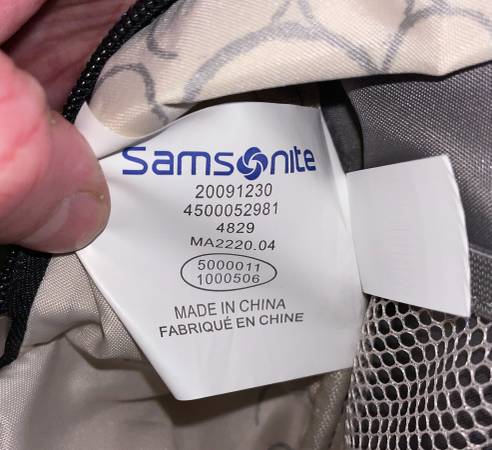 Samsonite
20091230
4500052981
4829
MA2220.04
5000011
1000506
MADE IN CHINA
FABRIQUÉ EN CHINE